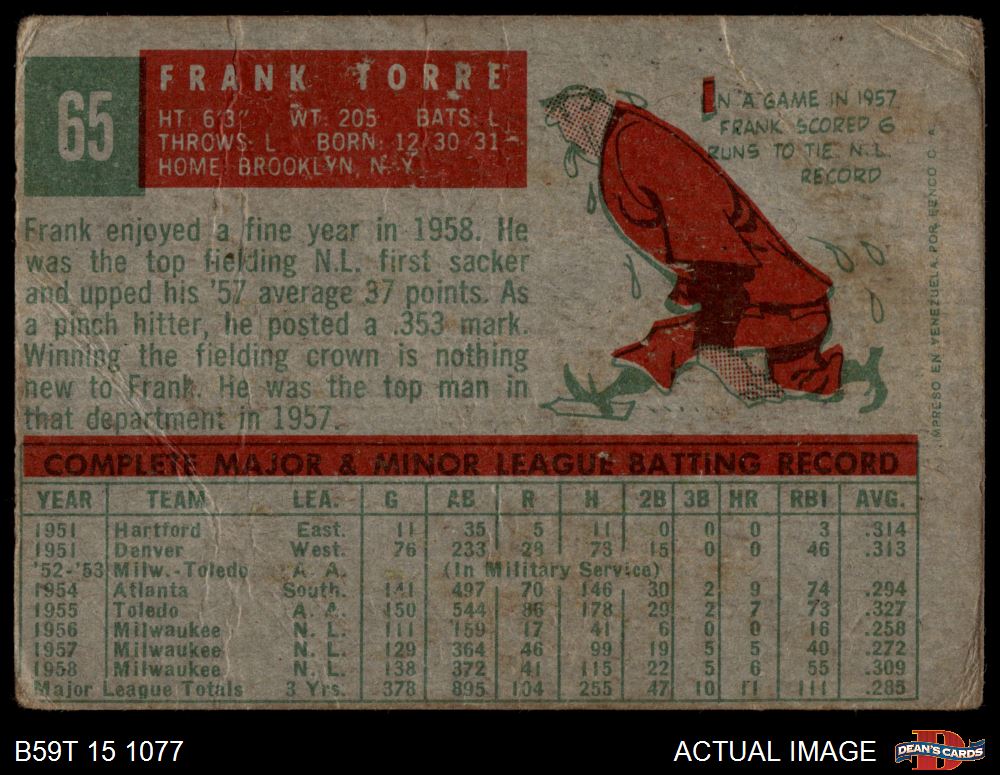 65
FRANK TORRE
HT: 6'3" WT: 205 BATS: L
THROWS: L BORN: 12/30/31
HOME: BROOKLYN, N. Y.
IN A GAME IN 1957
FRANK SCORED 6
RUNS TO TIE N.L.
RECORD
IMPRESO EN VENEZUELA POR BENCO C. A.
Frank enjoyed a fine year in 1958. He
was the top fielding N.L. first sacker
and upped his '57 average 37 points. As
a pinch hitter, he posted a .353 mark.
Winning the fielding crown is nothing
new to Frank. He was the top man in
that department in 1957.
COMPLETE MAJOR & MINOR LEAGUE BATTING RECORD
YEAR TEAM LEA. G AB R H 2B 3B HR RBI AVG.
1951 Hartford East. 11 35 5 11 0 0 0 3 .314
1951 Denver West. 76 233 29 73 15 0 0 46 .313
'52-'53 Milw.-Toledo A. A. (In Military Service)
1954 Atlanta South. 141 497 70 146 30 2 9 74 .294
1955 Toledo A. A. 150 544 86 178 29 2 7 73 .327
1956 Milwaukee N. L. 111 159 17 41 6 0 0 16 .258
1957 Milwaukee N. L. 129 364 46 99 19 5 5 40 .272
1958 Milwaukee N. L. 138 372 41 115 22 5 6 55 .309
Major League Totals 3 Yrs. 378 895 104 255 47 10 11 111 .285
B59T 15 1077
ACTUAL IMAGE
DEAN'S CARDS